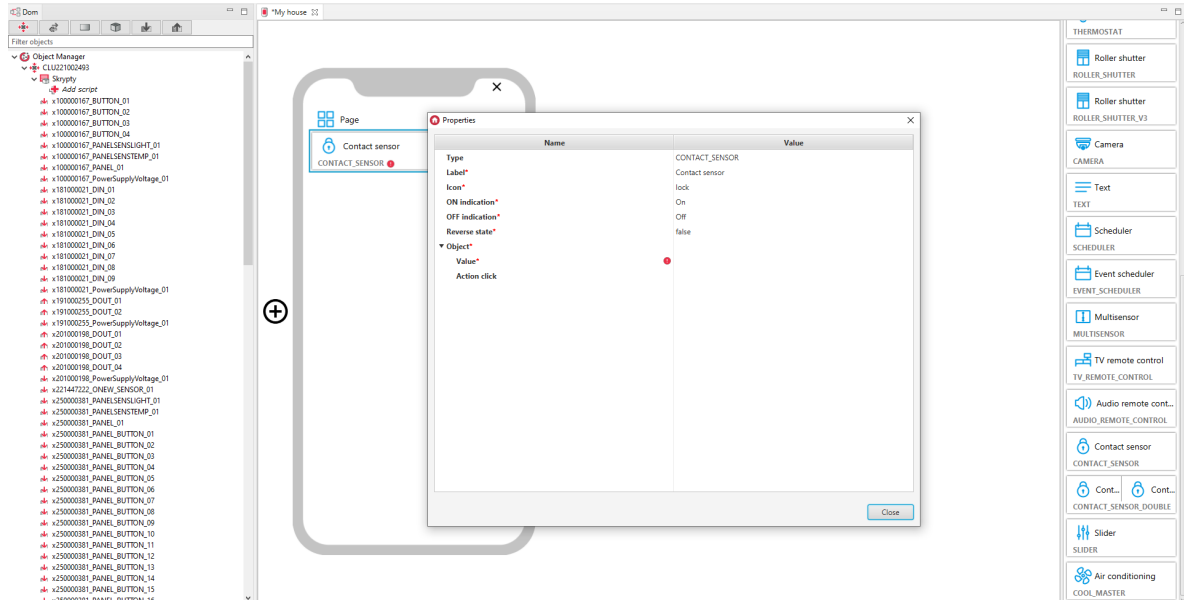 Dom
Filter objects
Object Manager
CLU221002493
Skrypty
Add script
x100000167_BUTTON_01
x100000167_BUTTON_02
x100000167_BUTTON_03
x100000167_BUTTON_04
x100000167_PANELSENSLIGHT_01
x100000167_PANELSENSTEMP_01
x100000167_PANEL_01
x100000167_PowerSupplyVoltage_01
x181000021_DIN_01
x181000021_DIN_02
x181000021_DIN_03
x181000021_DIN_04
x181000021_DIN_05
x181000021_DIN_06
x181000021_DIN_07
x181000021_DIN_08
x181000021_DIN_09
x181000021_PowerSupplyVoltage_01
x191000255_DOUT_01
x191000255_DOUT_02
x191000255_PowerSupplyVoltage_01
x201000198_DOUT_01
x201000198_DOUT_02
x201000198_DOUT_03
x201000198_DOUT_04
x201000198_PowerSupplyVoltage_01
x221447222_ONEW_SENSOR_01
x250000381_PANELSENSLIGHT_01
x250000381_PANELSENSTEMP_01
x250000381_PANEL_01
x250000381_PANEL_BUTTON_01
x250000381_PANEL_BUTTON_02
x250000381_PANEL_BUTTON_03
x250000381_PANEL_BUTTON_04
x250000381_PANEL_BUTTON_05
x250000381_PANEL_BUTTON_06
x250000381_PANEL_BUTTON_07
x250000381_PANEL_BUTTON_08
x250000381_PANEL_BUTTON_09
x250000381_PANEL_BUTTON_10
x250000381_PANEL_BUTTON_11
x250000381_PANEL_BUTTON_12
x250000381_PANEL_BUTTON_13
x250000381_PANEL_BUTTON_14
x250000381_PANEL_BUTTON_15
*My house
Page
Contact sensor
CONTACT_SENSOR
Properties
Name Value
Type CONTACT_SENSOR
Label* Contact sensor
Icon* lock
ON indication* On
OFF indication* Off
Reverse state* false
Object*
Value*
Action click
Close
THERMOSTAT
Roller shutter
ROLLER_SHUTTER
Roller shutter
ROLLER_SHUTTER_V3
Camera
CAMERA
Text
TEXT
Scheduler
SCHEDULER
Event scheduler
EVENT_SCHEDULER
Multisensor
MULTISENSOR
TV remote control
TV_REMOTE_CONTROL
Audio remote cont...
AUDIO_REMOTE_CONTROL
Contact sensor
CONTACT_SENSOR
Cont... Cont...
CONTACT_SENSOR_DOUBLE
Slider
SLIDER
Air conditioning
COOL_MASTER